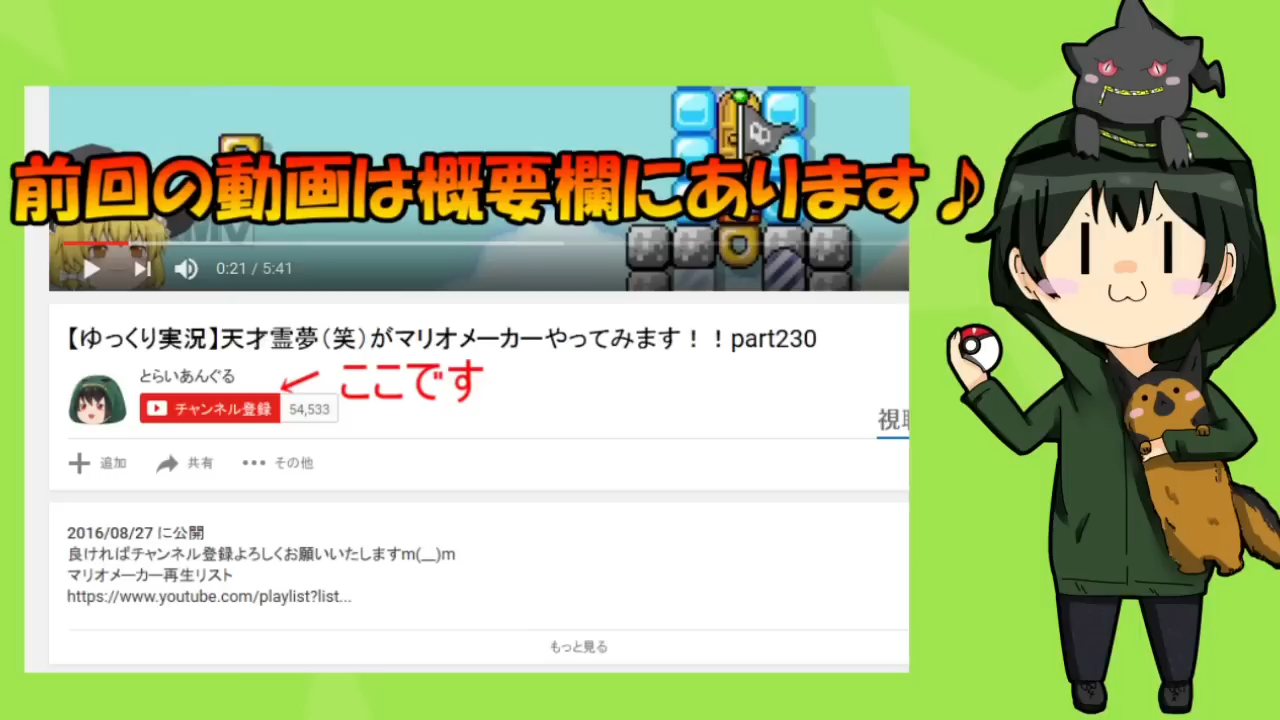 前回の動画は概要欄にあります♪
0:21 / 5:41
【ゆっくり実況】天才霊夢（笑）がマリオメーカーやってみます！！part230
とらいあんぐる
ここです
チャンネル登録 54,533
視聴
追加 共有 その他
2016/08/27 に公開
良ければチャンネル登録よろしくお願いいたしますm(__)m
マリオメーカー再生リスト
https://www.youtube.com/playlist?list...
もっと見る